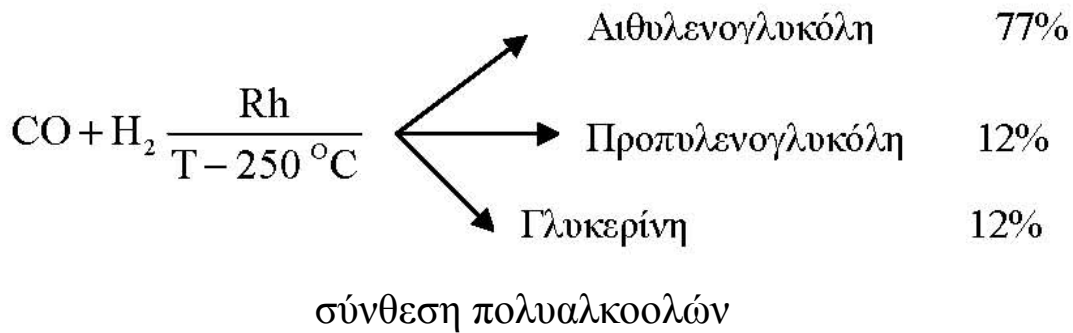 Αιθυλενογλυκόλη 77%
CO + H₂ Rh / T – 250 °C
Προπυλενογλυκόλη 12%
Γλυκερίνη 12%
σύνθεση πολυαλκοολών